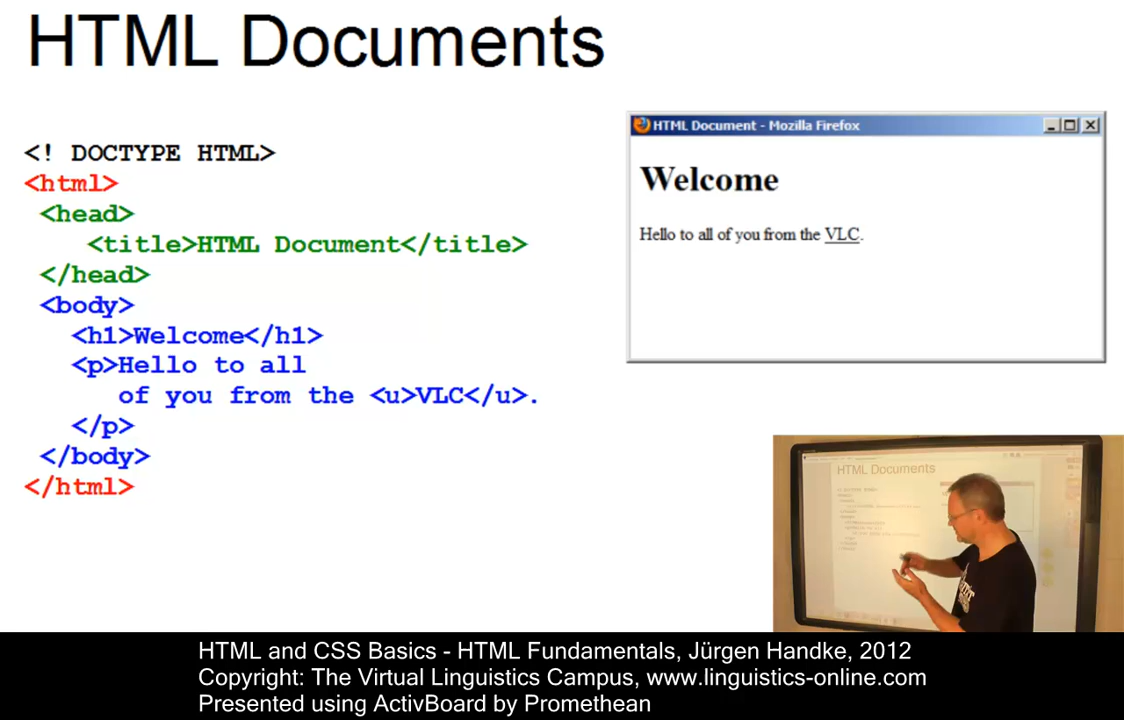 HTML Documents
<! DOCTYPE HTML>
<html>
<head>
<title>HTML Document</title>
</head>
<body>
<h1>Welcome</h1>
<p>Hello to all
of you from the <u>VLC</u>.
</p>
</body>
</html>
HTML Document - Mozilla Firefox
Welcome
Hello to all of you from the VLC.
HTML Documents
HTML and CSS Basics - HTML Fundamentals, Jürgen Handke, 2012
Copyright: The Virtual Linguistics Campus, www.linguistics-online.com
Presented using ActivBoard by Promethean